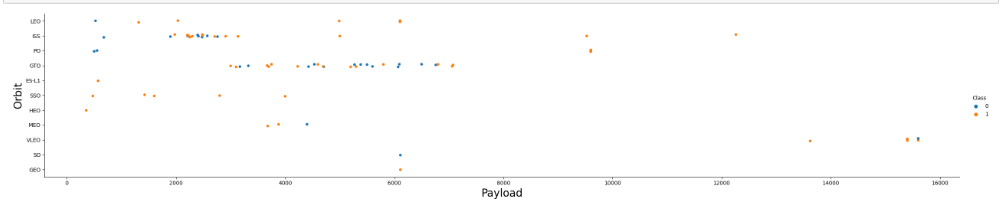 LEO
ISS
PO
GTO
ES-L1
SSO
HEO
MEO
VLEO
SO
GEO
Orbit
0
2000
4000
6000
8000
10000
12000
14000
16000
Payload
Class
0
1